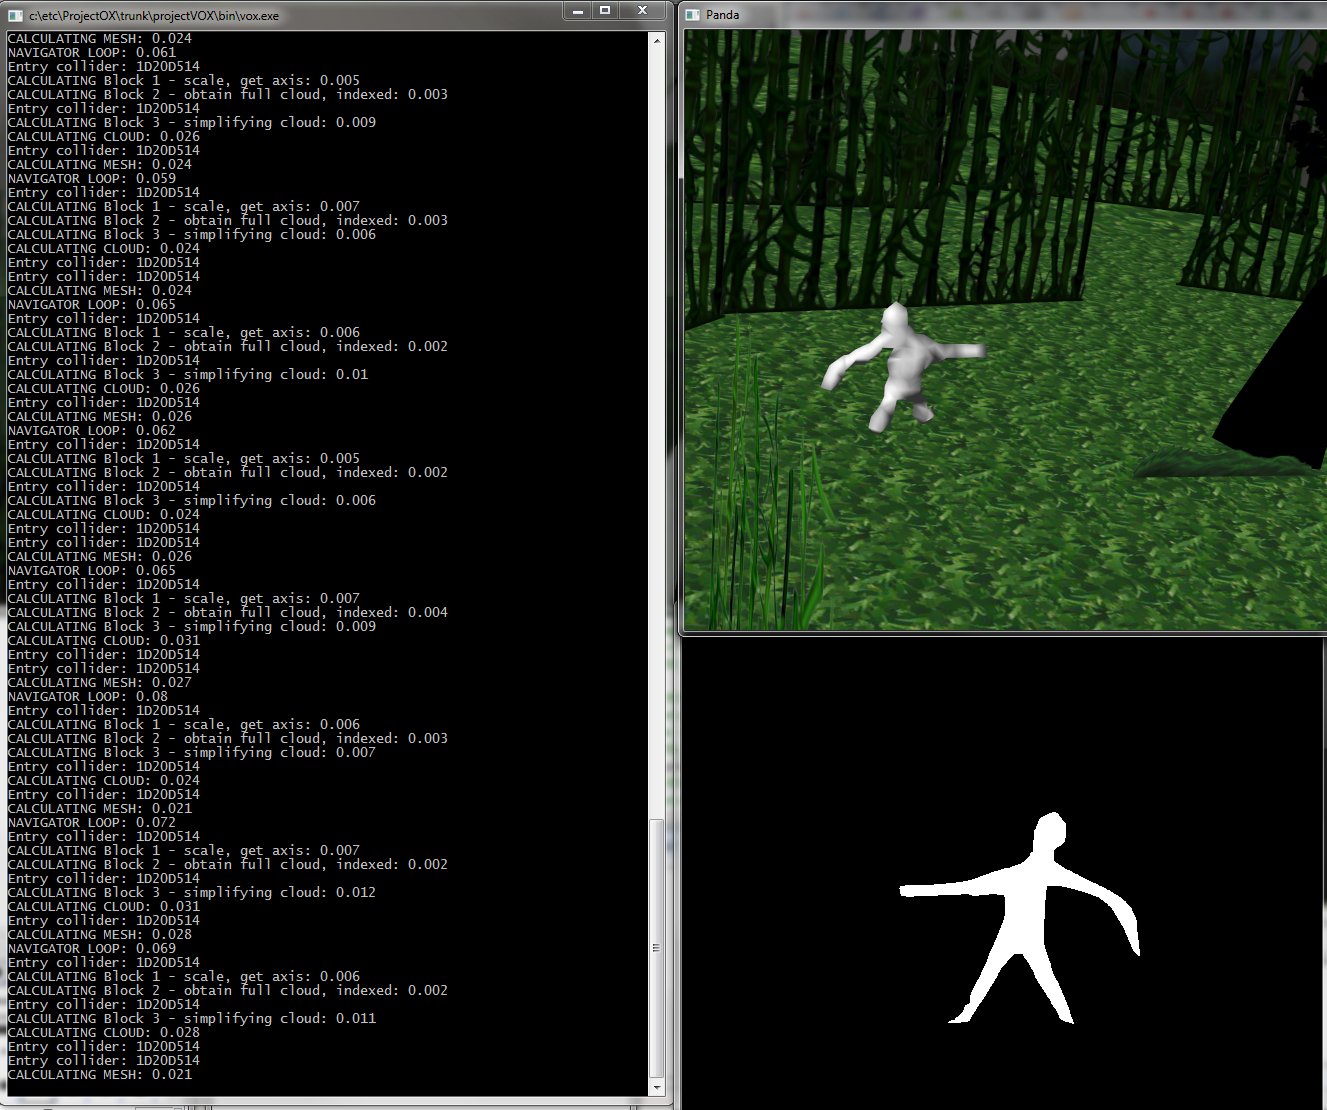 c:\etc\ProjectOX\trunk\projectVOX\bin\vox.exe
CALCULATING MESH: 0.024
NAVIGATOR LOOP: 0.061
Entry collider: 1D20D514
CALCULATING Block 1 - scale, get axis: 0.005
CALCULATING Block 2 - obtain full cloud, indexed: 0.003
Entry collider: 1D20D514
CALCULATING Block 3 - simplifying cloud: 0.009
CALCULATING CLOUD: 0.026
Entry collider: 1D20D514
CALCULATING MESH: 0.024
NAVIGATOR LOOP: 0.059
Entry collider: 1D20D514
CALCULATING Block 1 - scale, get axis: 0.007
CALCULATING Block 2 - obtain full cloud, indexed: 0.003
CALCULATING Block 3 - simplifying cloud: 0.006
CALCULATING CLOUD: 0.024
Entry collider: 1D20D514
Entry collider: 1D20D514
CALCULATING MESH: 0.024
NAVIGATOR LOOP: 0.065
Entry collider: 1D20D514
CALCULATING Block 1 - scale, get axis: 0.006
CALCULATING Block 2 - obtain full cloud, indexed: 0.002
Entry collider: 1D20D514
CALCULATING Block 3 - simplifying cloud: 0.01
CALCULATING CLOUD: 0.026
Entry collider: 1D20D514
CALCULATING MESH: 0.026
NAVIGATOR LOOP: 0.062
Entry collider: 1D20D514
CALCULATING Block 1 - scale, get axis: 0.005
CALCULATING Block 2 - obtain full cloud, indexed: 0.002
Entry collider: 1D20D514
CALCULATING Block 3 - simplifying cloud: 0.006
CALCULATING CLOUD: 0.024
Entry collider: 1D20D514
Entry collider: 1D20D514
CALCULATING MESH: 0.026
NAVIGATOR LOOP: 0.065
Entry collider: 1D20D514
CALCULATING Block 1 - scale, get axis: 0.007
CALCULATING Block 2 - obtain full cloud, indexed: 0.004
CALCULATING Block 3 - simplifying cloud: 0.009
CALCULATING CLOUD: 0.031
Entry collider: 1D20D514
Entry collider: 1D20D514
CALCULATING MESH: 0.027
NAVIGATOR LOOP: 0.08
Entry collider: 1D20D514
CALCULATING Block 1 - scale, get axis: 0.006
CALCULATING Block 2 - obtain full cloud, indexed: 0.003
CALCULATING Block 3 - simplifying cloud: 0.007
Entry collider: 1D20D514
CALCULATING CLOUD: 0.024
Entry collider: 1D20D514
CALCULATING MESH: 0.021
NAVIGATOR LOOP: 0.072
Entry collider: 1D20D514
CALCULATING Block 1 - scale, get axis: 0.007
CALCULATING Block 2 - obtain full cloud, indexed: 0.002
Entry collider: 1D20D514
CALCULATING Block 3 - simplifying cloud: 0.012
CALCULATING CLOUD: 0.031
Entry collider: 1D20D514
CALCULATING MESH: 0.028
NAVIGATOR LOOP: 0.069
Entry collider: 1D20D514
CALCULATING Block 1 - scale, get axis: 0.006
CALCULATING Block 2 - obtain full cloud, indexed: 0.002
Entry collider: 1D20D514
CALCULATING Block 3 - simplifying cloud: 0.011
CALCULATING CLOUD: 0.028
Entry collider: 1D20D514
Entry collider: 1D20D514
CALCULATING MESH: 0.021
Panda